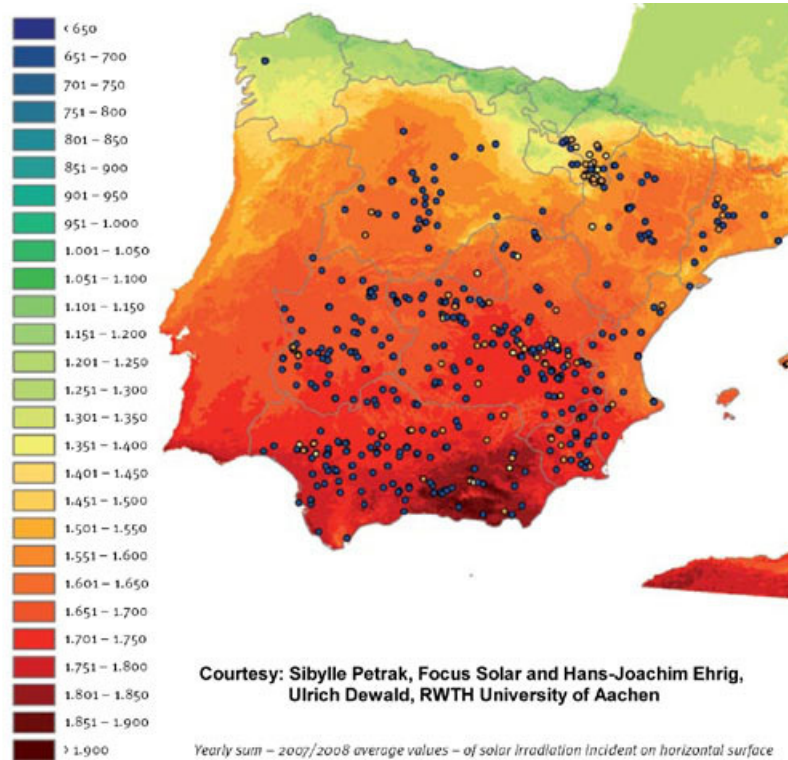 < 650
651 – 700
701 – 750
751 – 800
801 – 850
851 – 900
901 – 950
951 – 1.000
1.001 – 1.050
1.051 – 1.100
1.101 – 1.150
1.151 – 1.200
1.201 – 1.250
1.251 – 1.300
1.301 – 1.350
1.351 – 1.400
1.401 – 1.450
1.451 – 1.500
1.501 – 1.550
1.551 – 1.600
1.601 – 1.650
1.651 – 1.700
1.701 – 1.750
1.751 – 1.800
1.801 – 1.850
1.851 – 1.900
> 1.900
Courtesy: Sibylle Petrak, Focus Solar and Hans-Joachim Ehrig,
Ulrich Dewald, RWTH University of Aachen
Yearly sum – 2007/2008 average values – of solar irradiation incident on horizontal surface